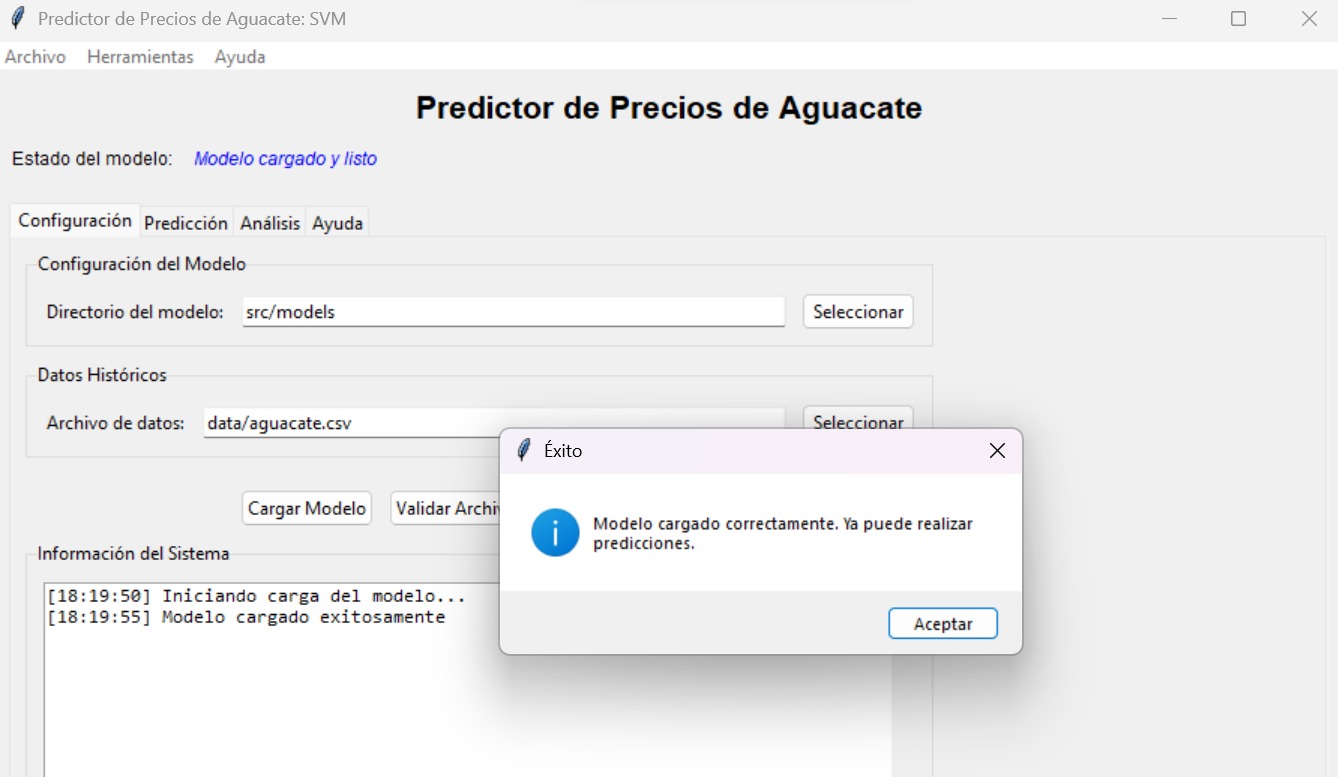 Predictor de Precios de Aguacate: SVM
Archivo Herramientas Ayuda
Predictor de Precios de Aguacate
Estado del modelo: Modelo cargado y listo
Configuración Predicción Análisis Ayuda
Configuración del Modelo
Directorio del modelo: src/models Seleccionar
Datos Históricos
Archivo de datos: data/aguacate.csv Seleccionar
Cargar Modelo Validar
Información del Sistema
[18:19:50] Iniciando carga del modelo...
[18:19:55] Modelo cargado exitosamente
Éxito
Modelo cargado correctamente. Ya puede realizar
predicciones.
Aceptar